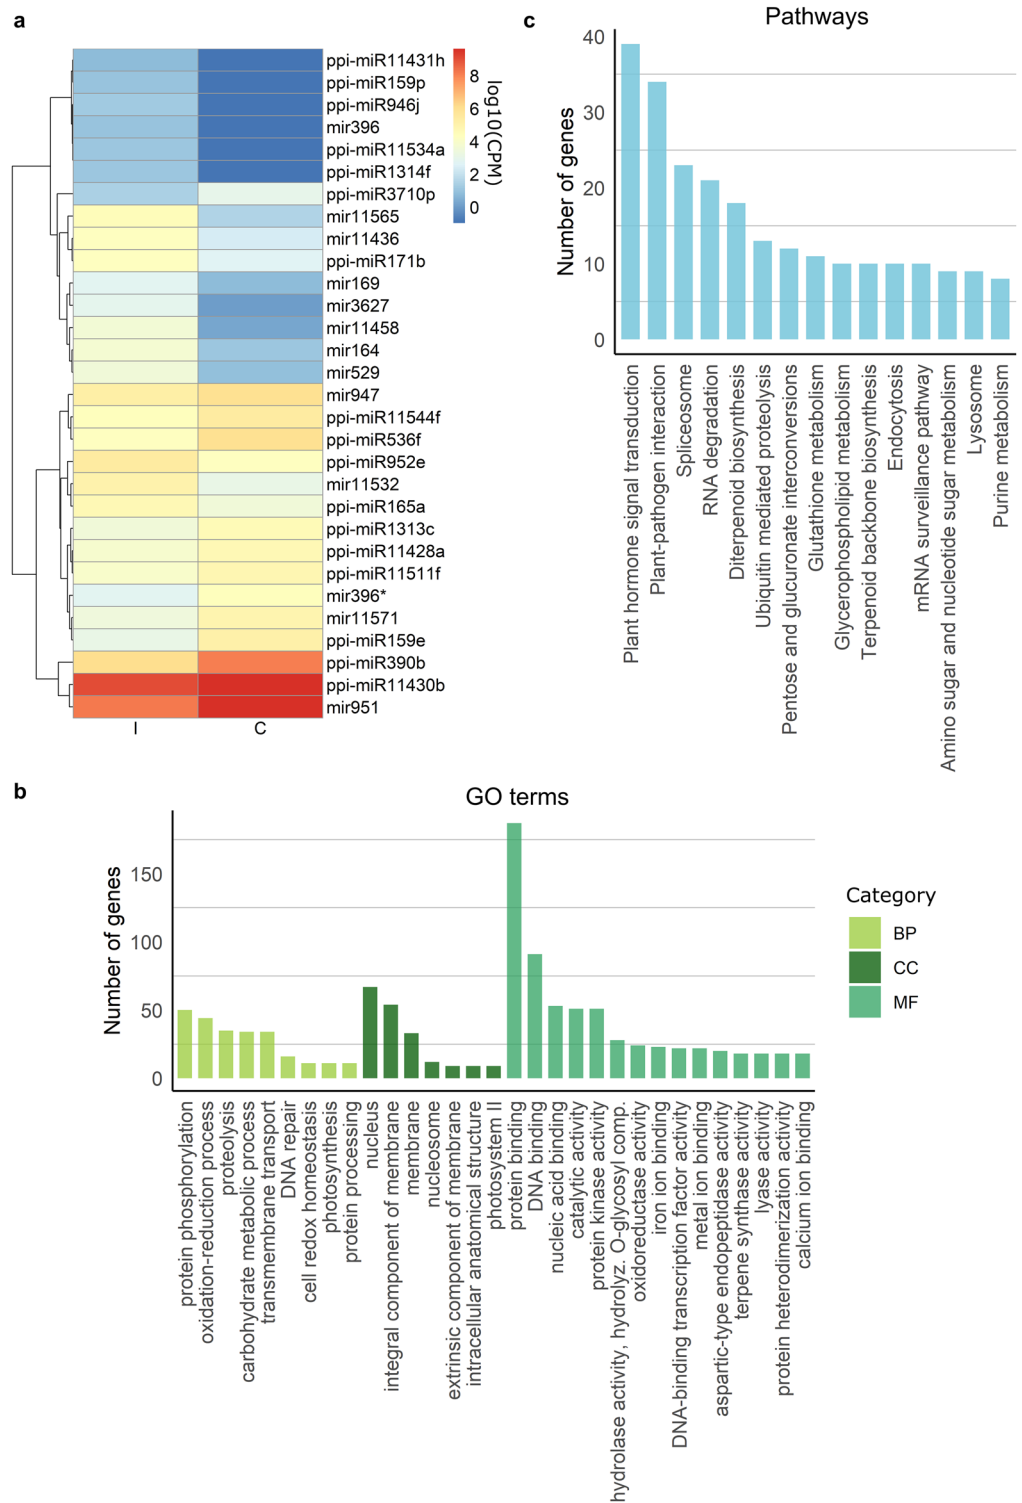 a
ppi-miR11431h
ppi-miR159p
ppi-miR946j
mir396
ppi-miR11534a
ppi-miR1314f
ppi-miR3710p
mir11565
mir11436
ppi-miR171b
mir169
mir3627
mir11458
mir164
mir529
mir947
ppi-miR11544f
ppi-miR536f
ppi-miR952e
mir11532
ppi-miR165a
ppi-miR1313c
ppi-miR11428a
ppi-miR11511f
mir396*
mir11571
ppi-miR159e
ppi-miR390b
ppi-miR11430b
mir951
I C
8
6
4
2
0
log10(CPM)
c
Pathways
Number of genes
40
30
20
10
0
Plant hormone signal transduction
Plant-pathogen interaction
Spliceosome
RNA degradation
Diterpenoid biosynthesis
Ubiquitin mediated proteolysis
Pentose and glucuronate interconversions
Glutathione metabolism
Glycerophospholipid metabolism
Terpenoid backbone biosynthesis
Endocytosis
mRNA surveillance pathway
Amino sugar and nucleotide sugar metabolism
Lysosome
Purine metabolism
b
GO terms
Number of genes
150
100
50
0
protein phosphorylation
oxidation-reduction process
proteolysis
carbohydrate metabolic process
transmembrane transport
DNA repair
cell redox homeostasis
photosynthesis
protein processing
nucleus
integral component of membrane
membrane
nucleosome
extrinsic component of membrane
intracellular anatomical structure
photosystem II
protein binding
DNA binding
nucleic acid binding
catalytic activity
protein kinase activity
hydrolase activity, hydrolyz. O-glycosyl comp.
oxidoreductase activity
iron ion binding
DNA-binding transcription factor activity
metal ion binding
aspartic-type endopeptidase activity
terpene synthase activity
lyase activity
protein heterodimerization activity
calcium ion binding
Category
BP
CC
MF